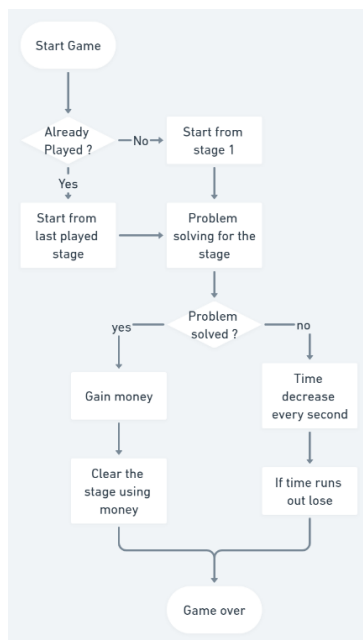 Start Game
Already
Played ?
No
Start from
stage 1
Yes
Start from
last played
stage
Problem
solving for the
stage
Problem
solved ?
yes
no
Gain money
Time
decrease
every second
Clear the
stage using
money
If time runs
out lose
Game over